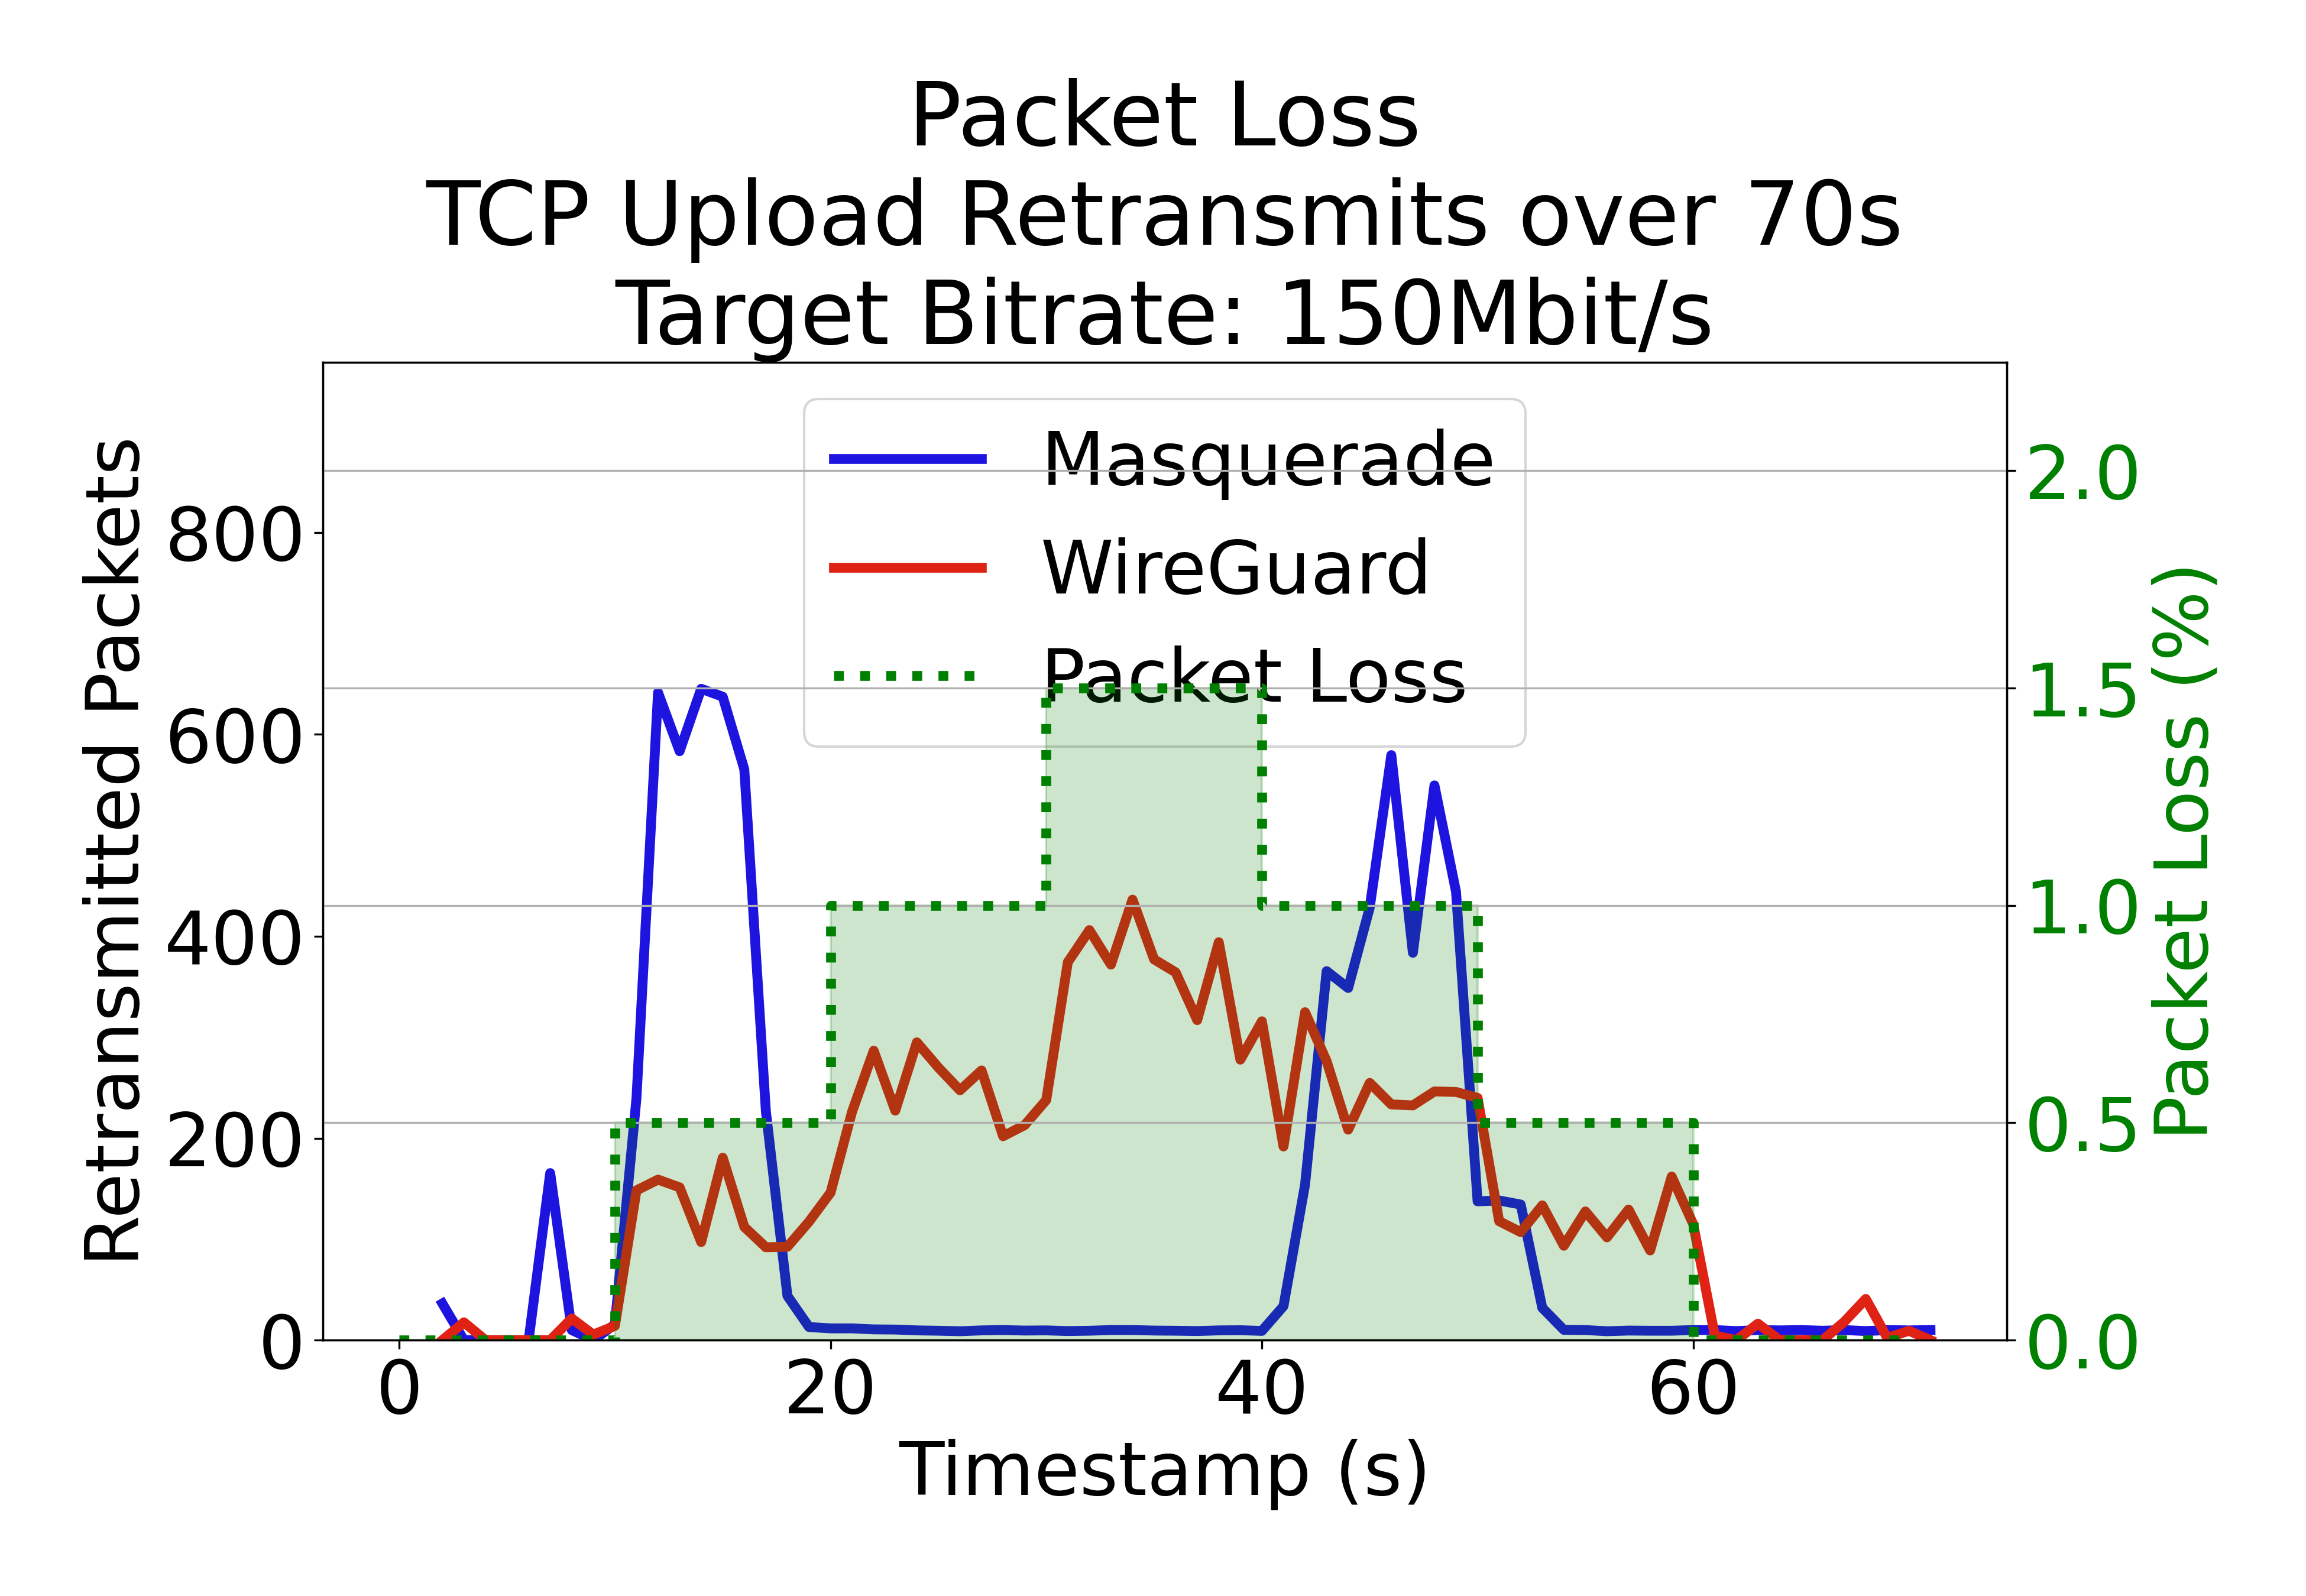 Packet Loss
TCP Upload Retransmits over 70s
Target Bitrate: 150Mbit/s
Retransmitted Packets
800
600
400
200
0
Masquerade
WireGuard
Packet Loss
2.0
1.5
1.0
0.5
0.0
Packet Loss (%)
0 20 40 60
Timestamp (s)